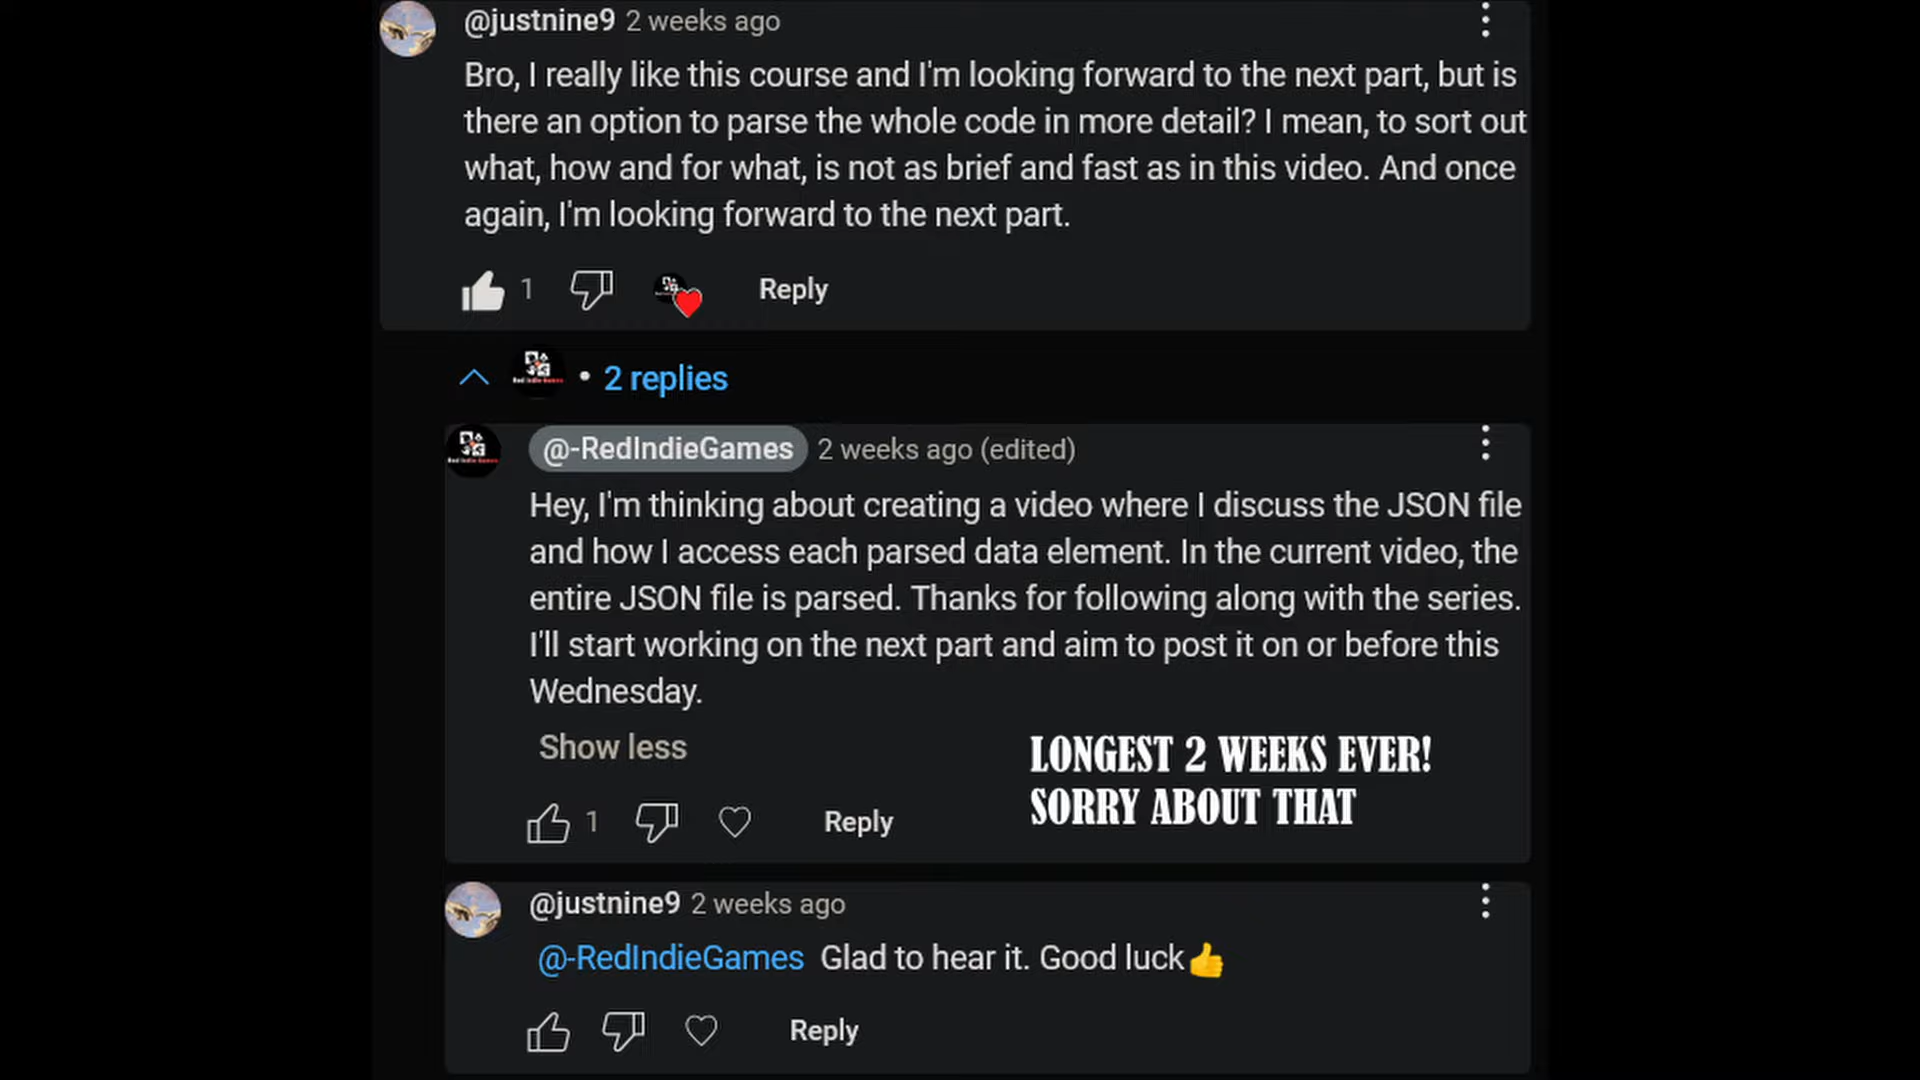 @justnine9 2 weeks ago
Bro, I really like this course and I'm looking forward to the next part, but is
there an option to parse the whole code in more detail? I mean, to sort out
what, how and for what, is not as brief and fast as in this video. And once
again, I'm looking forward to the next part.
1 Reply
Red Indie Games • 2 replies
Red Indie Games
@-RedIndieGames 2 weeks ago (edited)
Hey, I'm thinking about creating a video where I discuss the JSON file
and how I access each parsed data element. In the current video, the
entire JSON file is parsed. Thanks for following along with the series.
I'll start working on the next part and aim to post it on or before this
Wednesday.
Show less
LONGEST 2 WEEKS EVER!
SORRY ABOUT THAT
1 Reply
@justnine9 2 weeks ago
@-RedIndieGames Glad to hear it. Good luck👍
Reply